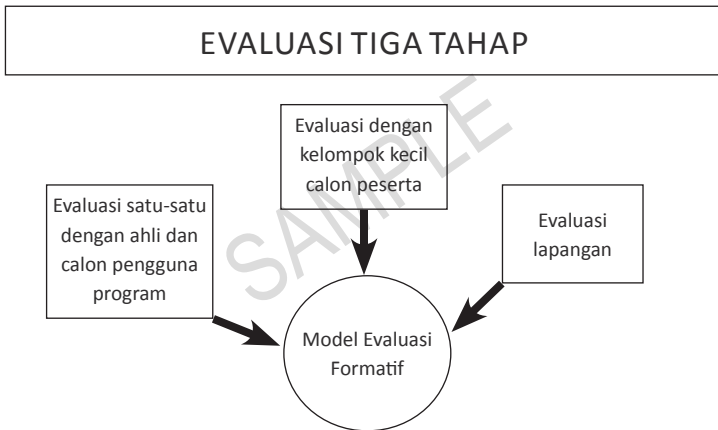 EVALUASI TIGA TAHAP
Evaluasi dengan
kelompok kecil
calon peserta
Evaluasi satu-satu
dengan ahli dan
calon pengguna
program
Evaluasi
lapangan
Model Evaluasi
Formatif
SAMPLE